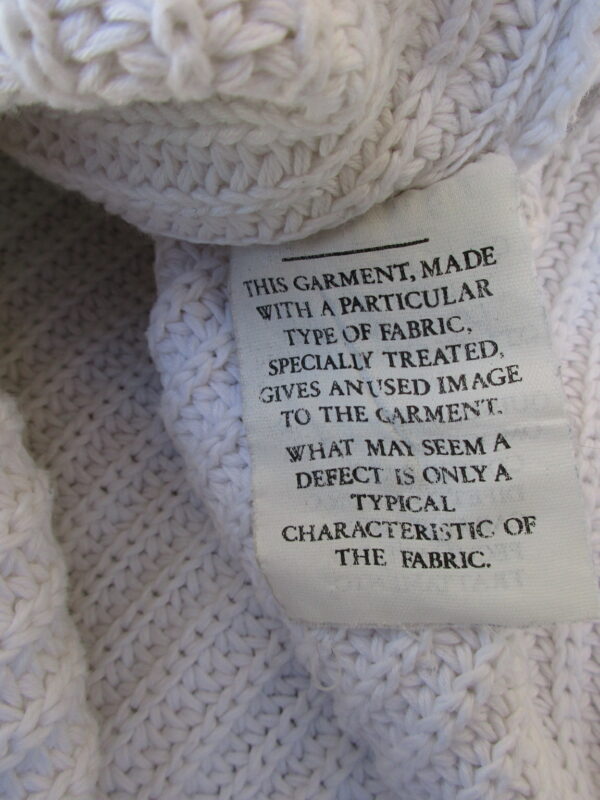 THIS GARMENT, MADE
WITH A PARTICULAR
TYPE OF FABRIC,
SPECIALLY TREATED,
GIVES AN USED IMAGE
TO THE GARMENT.
WHAT MAY SEEM A
DEFECT IS ONLY A
TYPICAL
CHARACTERISTIC OF
THE FABRIC.